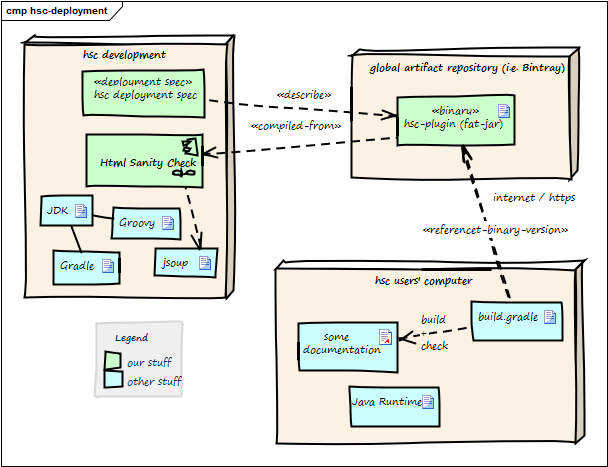 cmp hsc-deployment
hsc development
«deployment spec»
hsc deployment spec
Html Sanity Check
JDK
Groovy
Gradle
jsoup
«describe»
«compiled-from»
global artifact repository (i.e. Bintray)
«binary»
hsc-plugin (fat-jar)
internet / https
«referencet-binary-version»
hsc users' computer
some
documentation
build
+
check
build.gradle
Java Runtime
Legend
our stuff
other stuff